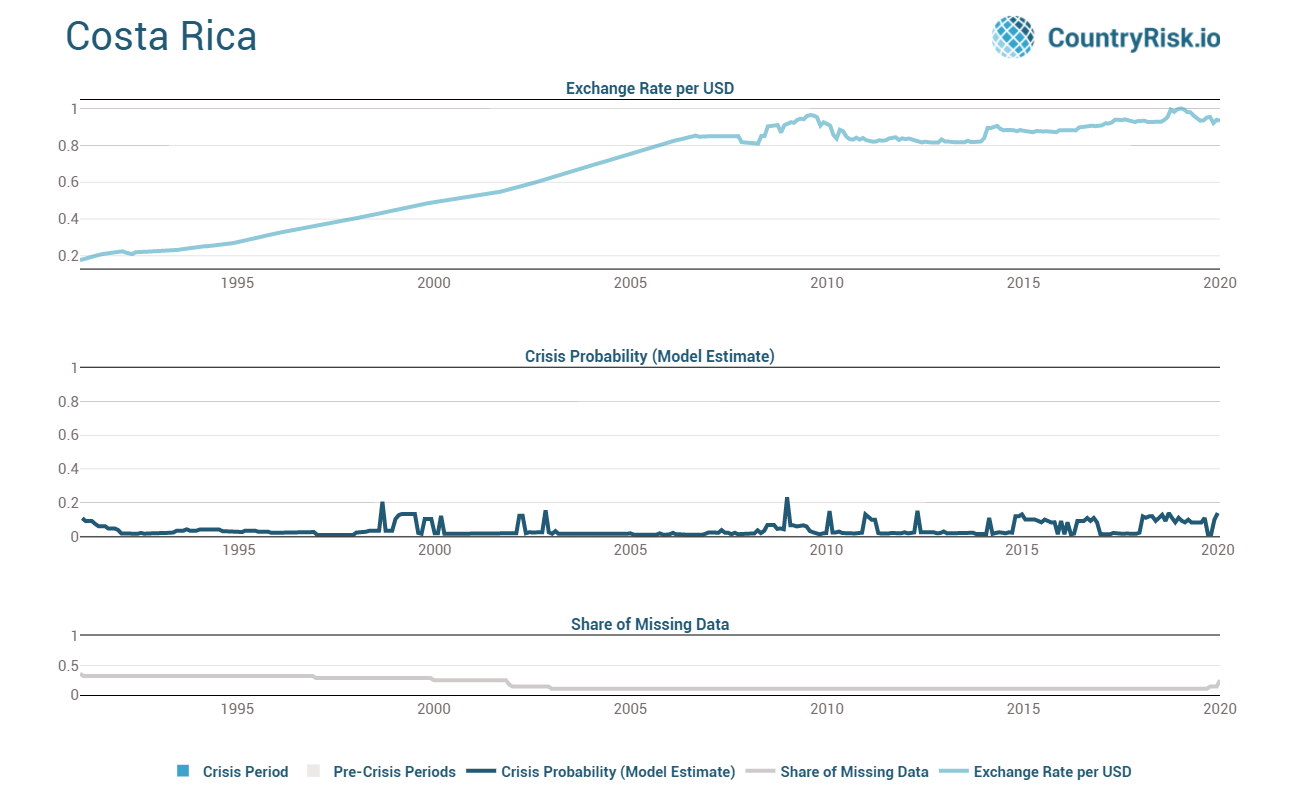 Costa Rica
CountryRisk.io
Exchange Rate per USD
1
0.8
0.6
0.4
0.2
1995 2000 2005 2010 2015 2020
Crisis Probability (Model Estimate)
1
0.8
0.6
0.4
0.2
0
1995 2000 2005 2010 2015 2020
Share of Missing Data
1
0.5
0
1995 2000 2005 2010 2015 2020
Crisis Period Pre-Crisis Periods Crisis Probability (Model Estimate) Share of Missing Data Exchange Rate per USD